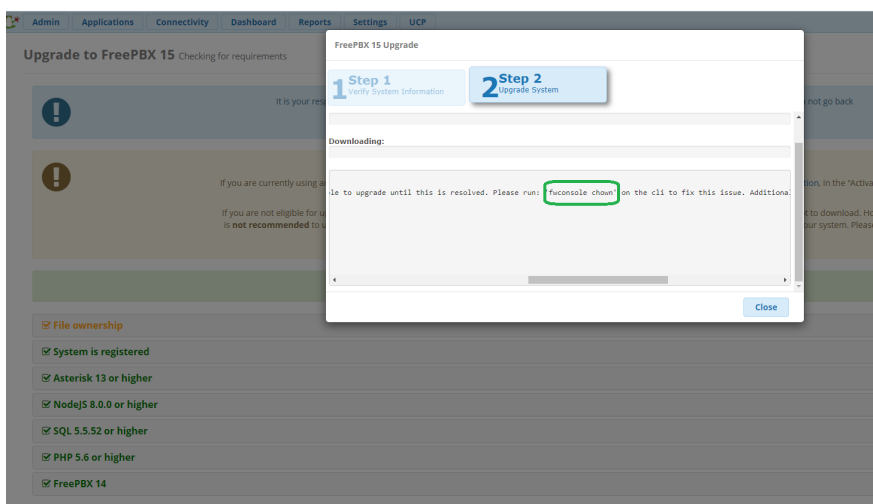 Admin Applications Connectivity Dashboard Reports Settings UCP
Upgrade to FreePBX 15 Checking for requirements
FreePBX 15 Upgrade
1 Step 1
Verify System Information
2 Step 2
Upgrade System
It is your
not go back
Downloading:
If you are currently using
tion, in the "Activa
le to upgrade until this is resolved. Please run: 'fwconsole chown' on the cli to fix this issue. Additional
If you are not eligible for u
t to download. Ho
is not recommended to u
our system. Pleas
Close
File ownership
System is registered
Asterisk 13 or higher
NodeJS 8.0.0 or higher
SQL 5.5.52 or higher
PHP 5.6 or higher
FreePBX 14